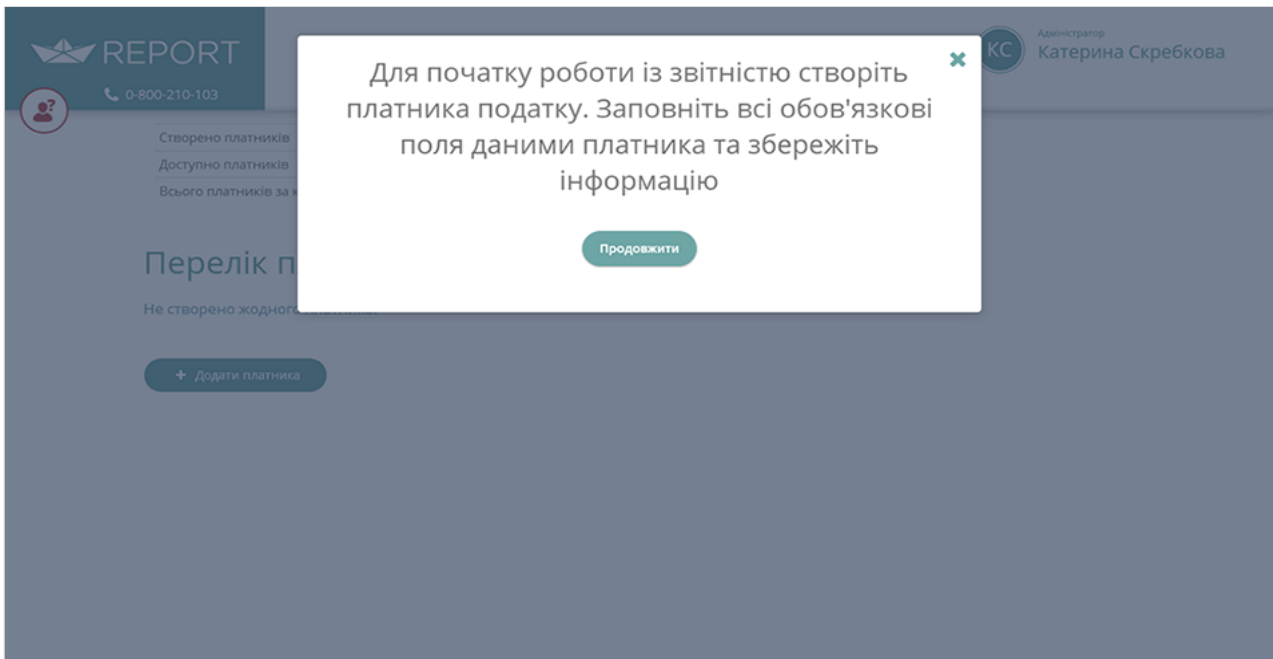 REPORT
0-800-210-103
Адміністратор
КС
Катерина Скребкова
Для початку роботи із звітністю створіть
платника податку. Заповніть всі обов'язкові
поля даними платника та збережіть
інформацію
Продовжити
Створено платників
Доступно платників
Всього платників за
Перелік
Не створено жодного
+ Додати платника